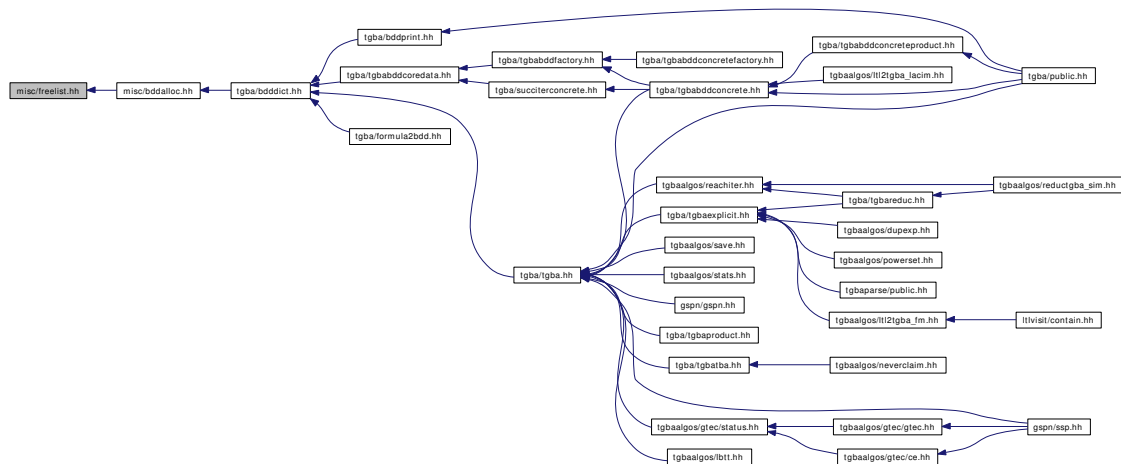 tgba/bddprint.hh
tgba/tgbabddconcreteproduct.hh
tgba/tgbabddfactory.hh
tgba/tgbabddconcretefactory.hh
tgba/tgbabddcoredata.hh
tgbaalgos/ltl2tgba_lacim.hh
tgba/public.hh
misc/freelist.hh
misc/bddalloc.hh
tgba/bdddict.hh
tgba/succiterconcrete.hh
tgba/tgbabddconcrete.hh
tgba/formula2bdd.hh
tgbaalgos/reachiter.hh
tgbaalgos/reductgba_sim.hh
tgba/tgbareduc.hh
tgba/tgbaexplicit.hh
tgbaalgos/dupexp.hh
tgbaalgos/save.hh
tgbaalgos/powerset.hh
tgba/tgba.hh
tgbaalgos/stats.hh
tgbaparse/public.hh
gspn/gspn.hh
tgbaalgos/ltl2tgba_fm.hh
ltlvisit/contain.hh
tgba/tgbaproduct.hh
tgba/tgbatba.hh
tgbaalgos/neverclaim.hh
tgbaalgos/gtec/status.hh
tgbaalgos/gtec/gtec.hh
gspn/ssp.hh
tgbaalgos/lbtt.hh
tgbaalgos/gtec/ce.hh